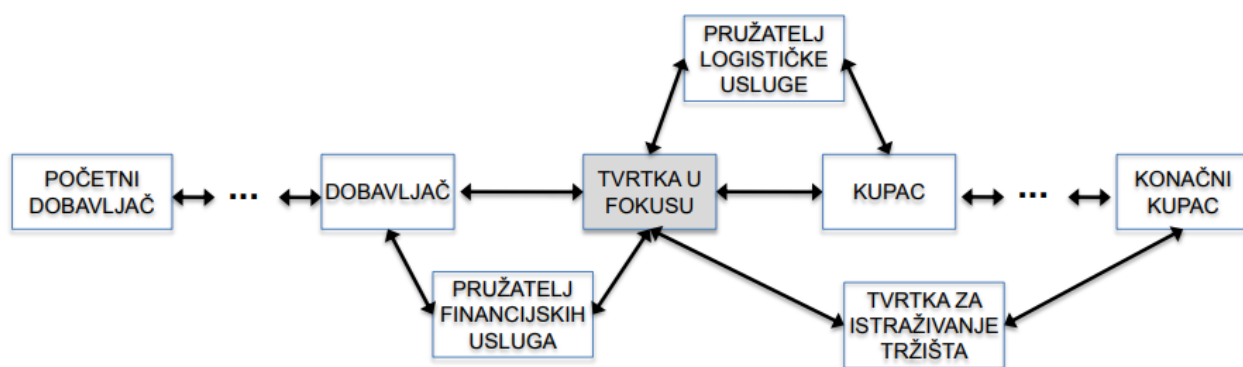 PRUŽATELJ
LOGISTIČKE
USLUGE
POČETNI
DOBAVLJAČ
...
DOBAVLJAČ
TVRTKA U
FOKUSU
KUPAC
...
KONAČNI
KUPAC
PRUŽATELJ
FINANCIJSKIH
USLUGA
TVRTKA ZA
ISTRAŽIVANJE
TRŽIŠTA